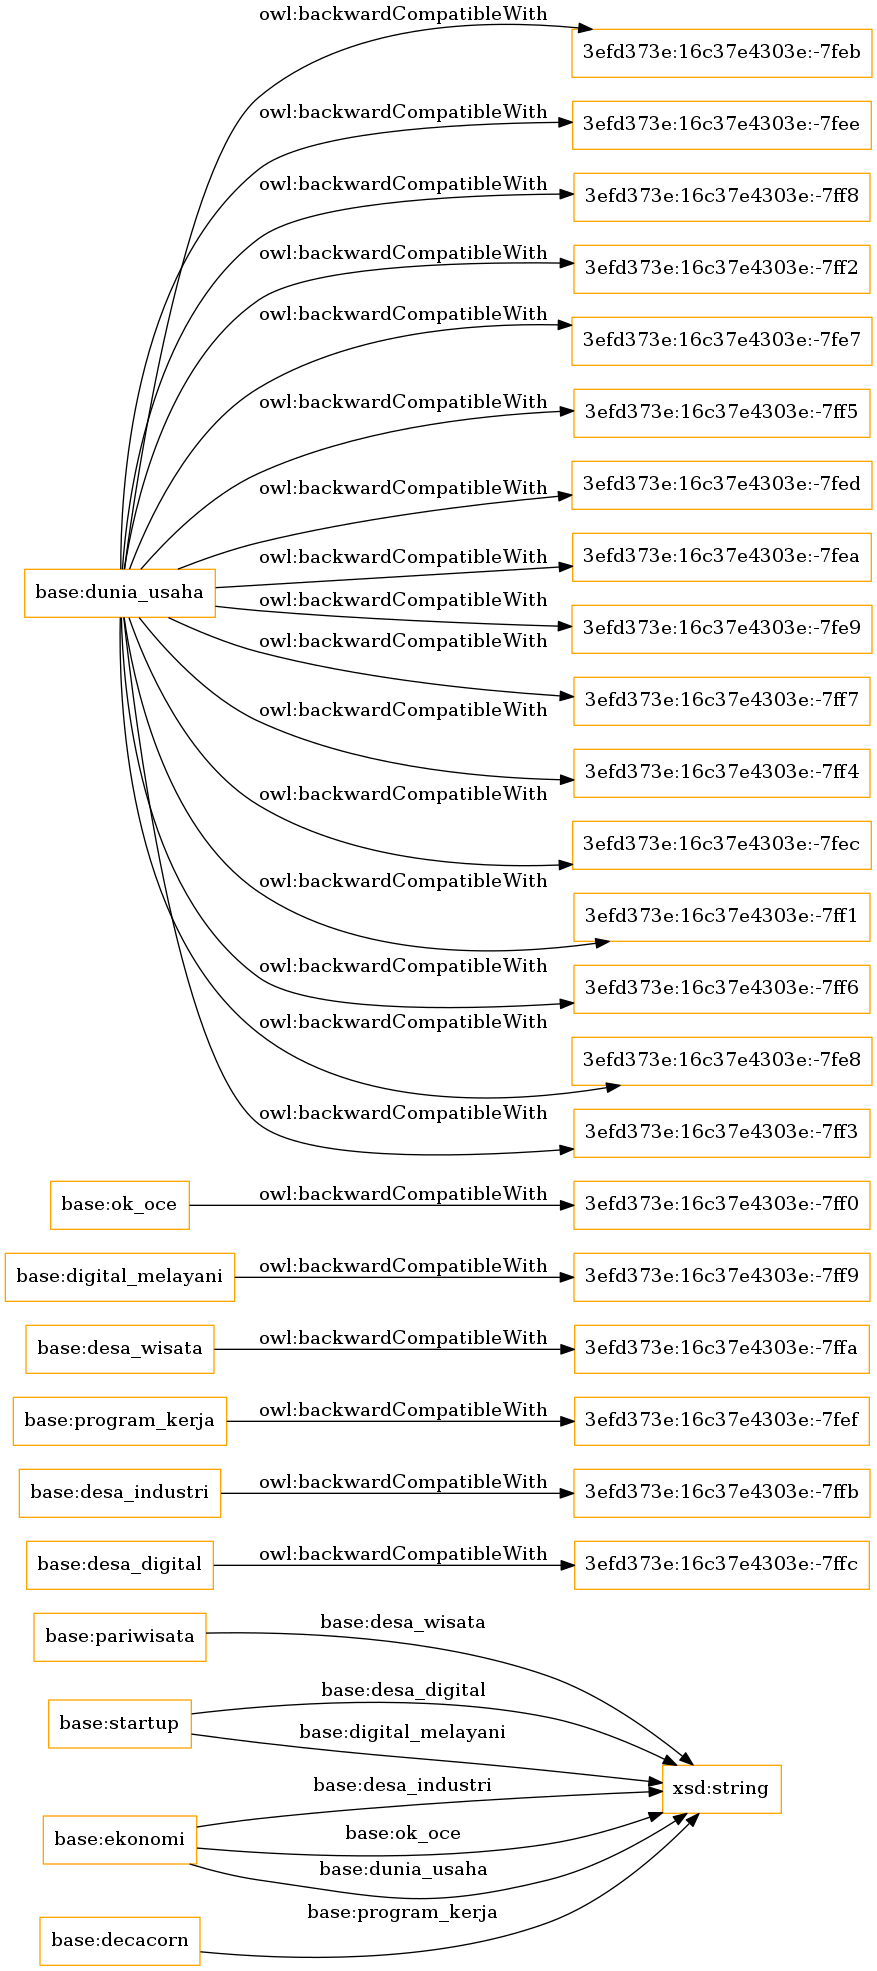 owl:backwardCompatibleWith
3efd373e:16c37e4303e:-7feb
owl:backwardCompatibleWith
3efd373e:16c37e4303e:-7fee
owl:backwardCompatibleWith
3efd373e:16c37e4303e:-7ff8
owl:backwardCompatibleWith
3efd373e:16c37e4303e:-7ff2
owl:backwardCompatibleWith
3efd373e:16c37e4303e:-7fe7
owl:backwardCompatibleWith
3efd373e:16c37e4303e:-7ff5
owl:backwardCompatibleWith
3efd373e:16c37e4303e:-7fed
owl:backwardCompatibleWith
3efd373e:16c37e4303e:-7fea
base:dunia_usaha
owl:backwardCompatibleWith
3efd373e:16c37e4303e:-7fe9
owl:backwardCompatibleWith
3efd373e:16c37e4303e:-7ff7
owl:backwardCompatibleWith
3efd373e:16c37e4303e:-7ff4
owl:backwardCompatibleWith
3efd373e:16c37e4303e:-7fec
owl:backwardCompatibleWith
3efd373e:16c37e4303e:-7ff1
owl:backwardCompatibleWith
3efd373e:16c37e4303e:-7ff6
owl:backwardCompatibleWith
3efd373e:16c37e4303e:-7fe8
owl:backwardCompatibleWith
3efd373e:16c37e4303e:-7ff3
base:ok_oce
owl:backwardCompatibleWith
3efd373e:16c37e4303e:-7ff0
base:digital_melayani
owl:backwardCompatibleWith
3efd373e:16c37e4303e:-7ff9
base:desa_wisata
owl:backwardCompatibleWith
3efd373e:16c37e4303e:-7ffa
base:program_kerja
owl:backwardCompatibleWith
3efd373e:16c37e4303e:-7fef
base:desa_industri
owl:backwardCompatibleWith
3efd373e:16c37e4303e:-7ffb
base:desa_digital
owl:backwardCompatibleWith
3efd373e:16c37e4303e:-7ffc
base:pariwisata
base:desa_wisata
base:startup
base:desa_digital
base:digital_melayani
xsd:string
base:ekonomi
base:desa_industri
base:ok_oce
base:dunia_usaha
base:decacorn
base:program_kerja